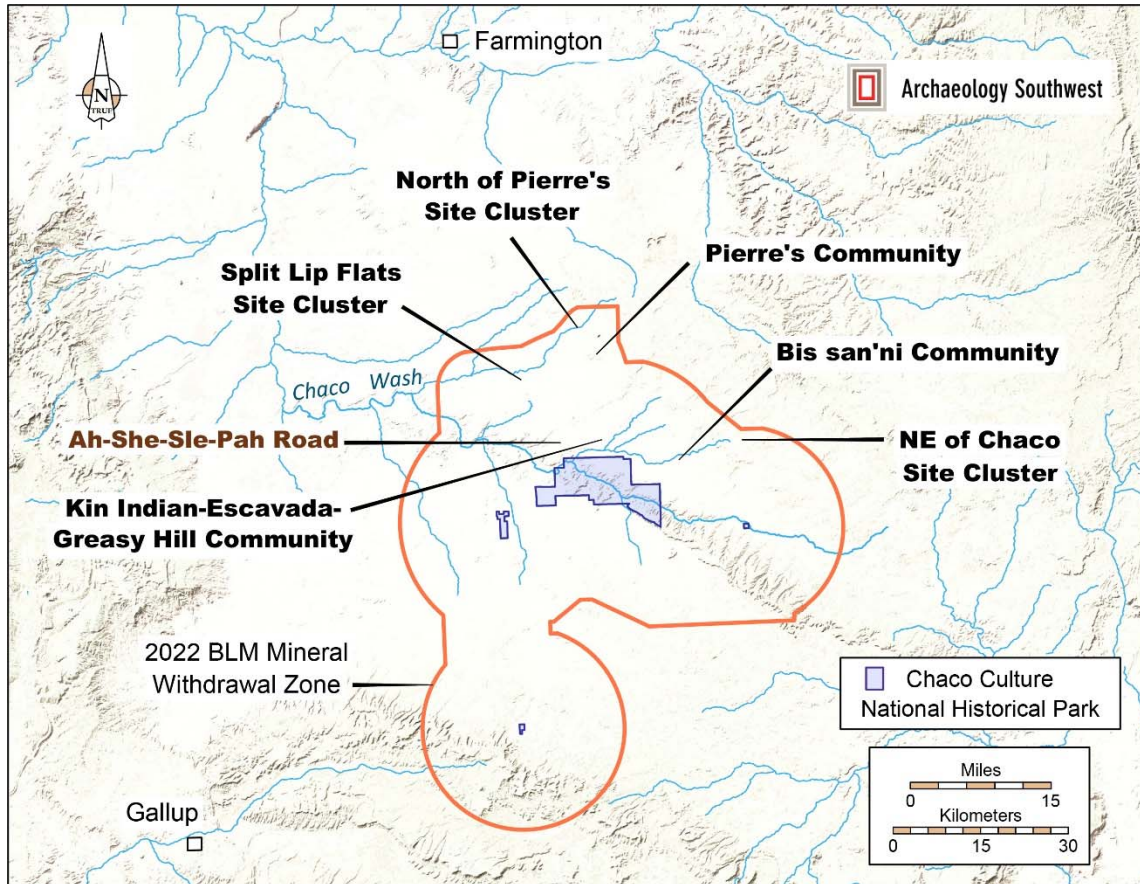 Farmington
N
TRUE
Archaeology Southwest
North of Pierre's
Site Cluster
Pierre's Community
Split Lip Flats
Site Cluster
Bis san'ni Community
Chaco Wash
Ah-She-Sle-Pah Road
NE of Chaco
Site Cluster
Kin Indian-Escavada-
Greasy Hill Community
2022 BLM Mineral
Withdrawal Zone
Chaco Culture
National Historical Park
Miles
0 15
Kilometers
0 15 30
Gallup